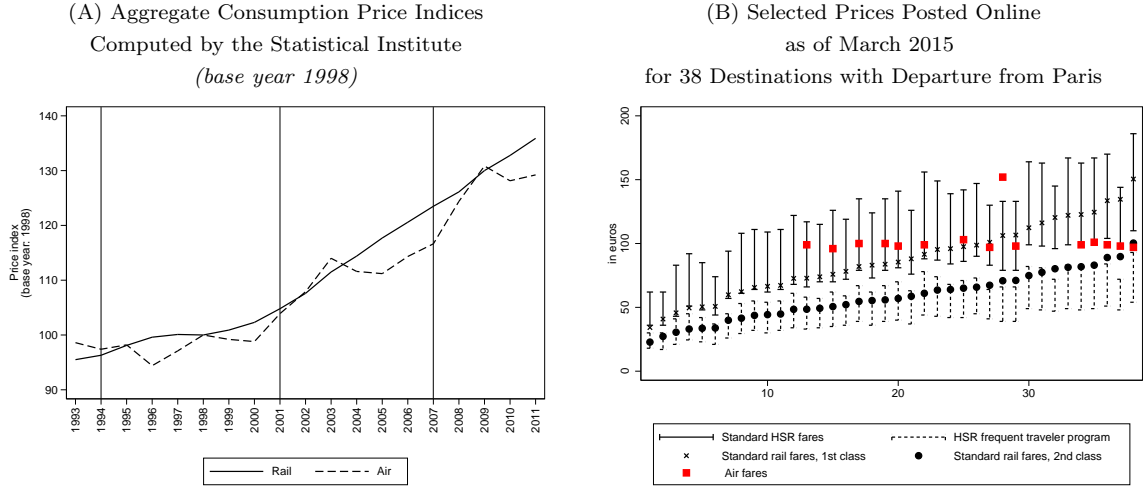 (A) Aggregate Consumption Price Indices
Computed by the Statistical Institute
(base year 1998)
140
130
120
110
100
90
Price index
(base year: 1998)
1993
1994
1995
1996
1997
1998
1999
2000
2001
2002
2003
2004
2005
2006
2007
2008
2009
2010
2011
Rail
Air
(B) Selected Prices Posted Online
as of March 2015
for 38 Destinations with Departure from Paris
200
150
100
50
0
in euros
10
20
30
Standard HSR fares
HSR frequent traveler program
Standard rail fares, 1st class
Standard rail fares, 2nd class
Air fares